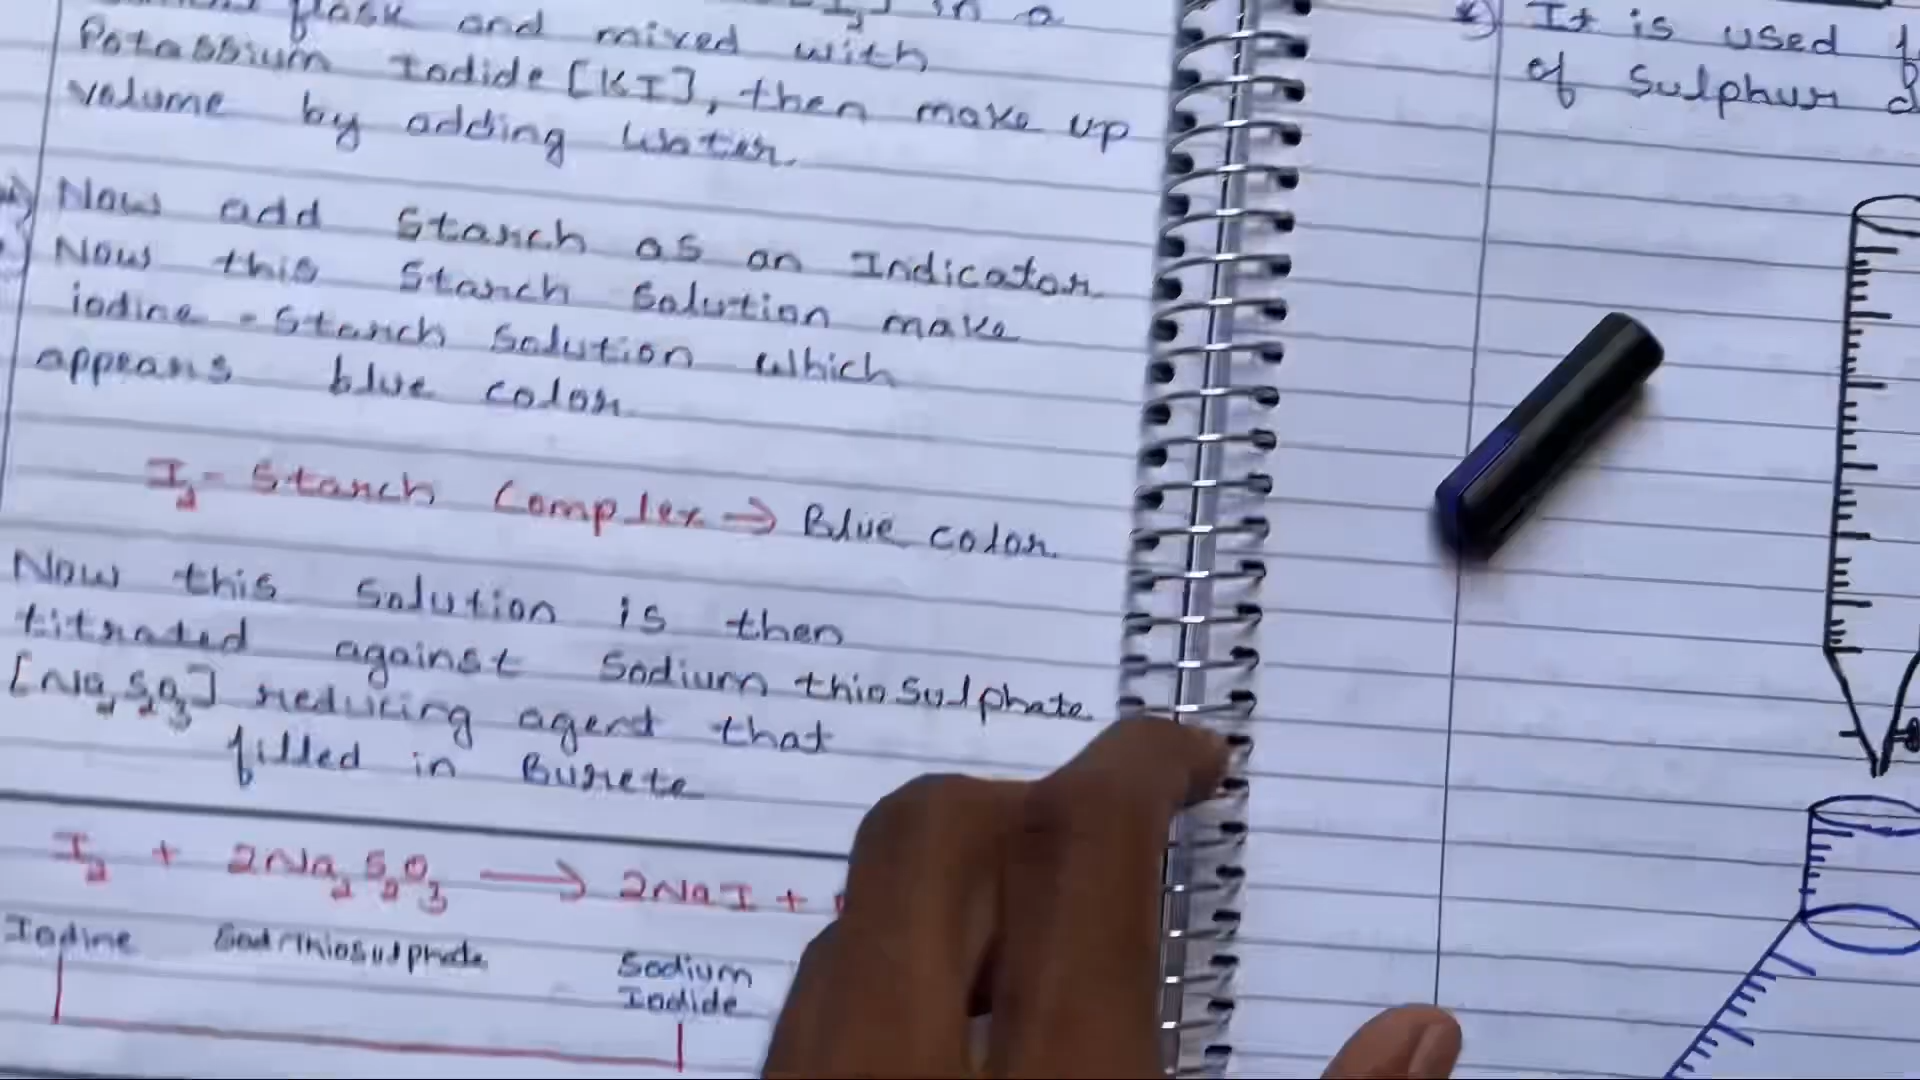 flask and mixed with in a
Potassium Iodide [KI], then make up
volume by adding water.
Now add starch as an Indicator
Now this starch solution make
iodine - starch solution which
appears blue color.
I2 - Starch Complex → Blue color.
Now this solution is then
titrated against Sodium thiosulphate
[Na2S2O3] reducing agent that
filled in Burete
I2 + 2Na2S2O3 → 2NaI +
Iodine Sod. Thiosulphate Sodium
Iodide
It is used
of Sulphur